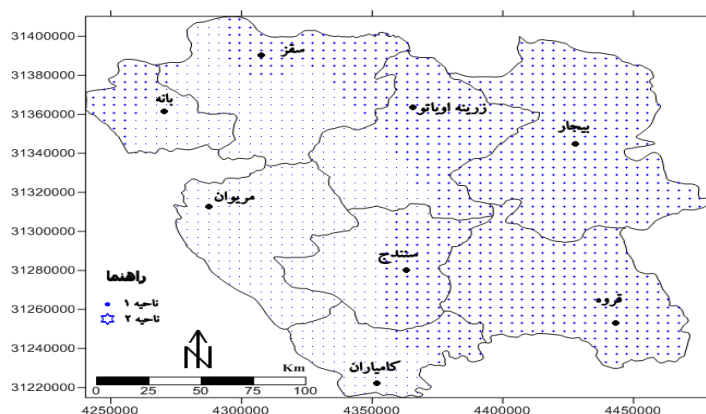 31400000
31380000
31360000
31340000
31320000
31300000
31280000
31260000
31240000
31220000
سقز
بانه
زرینه اوباتو
بیجار
مریوان
سنندج
قروه
کامیاران
راهنما
ناحیه ۱
ناحیه ۲
N
Km
0 25 50 75 100
4250000 4300000 4350000 4400000 4450000